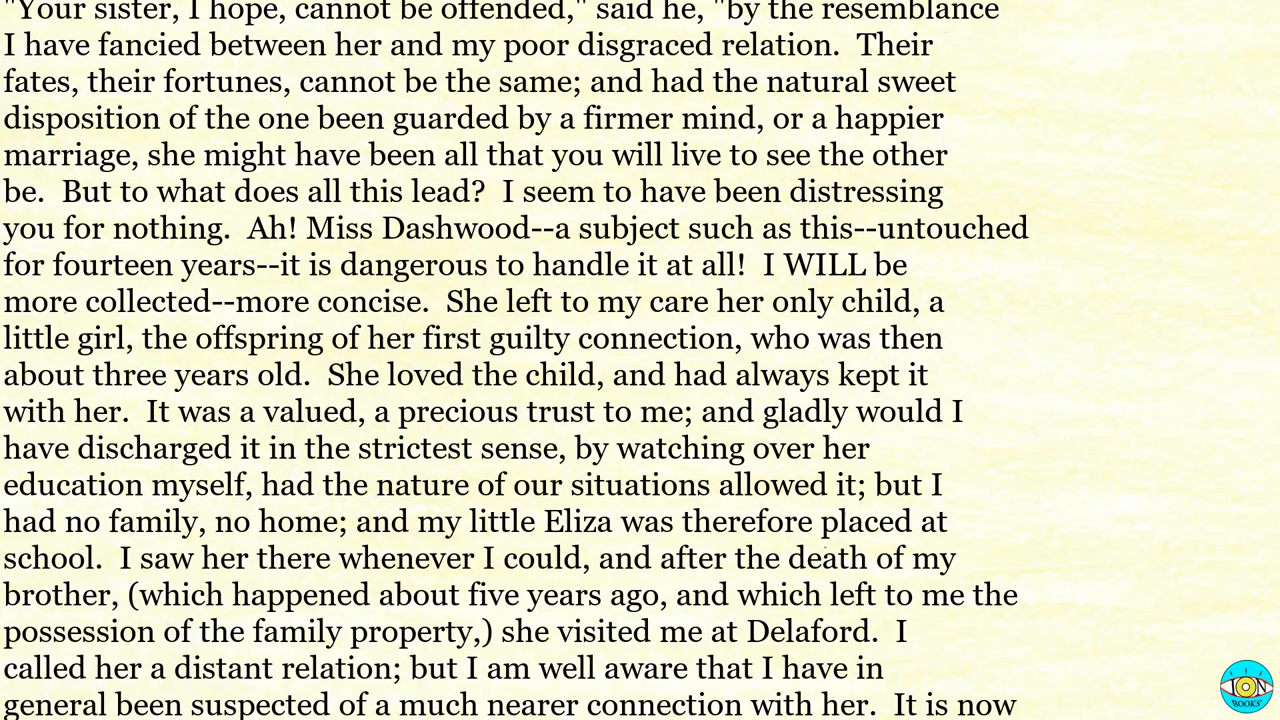 "Your sister, I hope, cannot be offended," said he, "by the resemblance
I have fancied between her and my poor disgraced relation.  Their
fates, their fortunes, cannot be the same; and had the natural sweet
disposition of the one been guarded by a firmer mind, or a happier
marriage, she might have been all that you will live to see the other
be.  But to what does all this lead?  I seem to have been distressing
you for nothing.  Ah! Miss Dashwood--a subject such as this--untouched
for fourteen years--it is dangerous to handle it at all!  I WILL be
more collected--more concise.  She left to my care her only child, a
little girl, the offspring of her first guilty connection, who was then
about three years old.  She loved the child, and had always kept it
with her.  It was a valued, a precious trust to me; and gladly would I
have discharged it in the strictest sense, by watching over her
education myself, had the nature of our situations allowed it; but I
had no family, no home; and my little Eliza was therefore placed at
school.  I saw her there whenever I could, and after the death of my
brother, (which happened about five years ago, and which left to me the
possession of the family property,) she visited me at Delaford.  I
called her a distant relation; but I am well aware that I have in
general been suspected of a much nearer connection with her.  It is now
ION
BOOKS